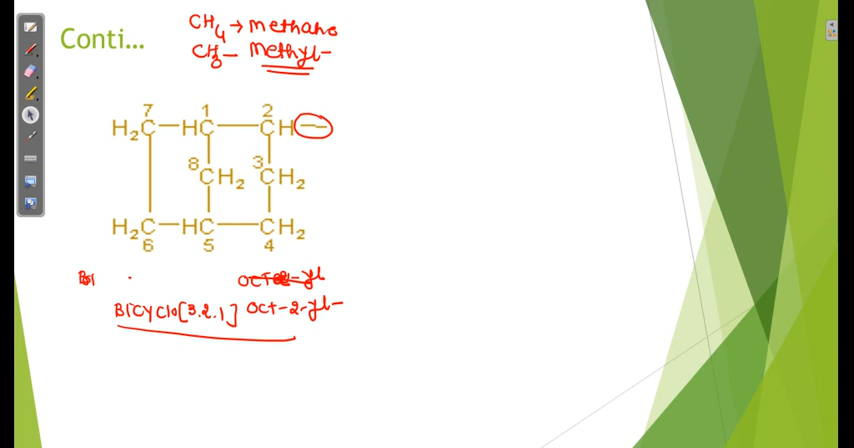 Conti...
CH4 → methane
CH3 - Methyl-
7 1 2
H2C-HC-CH-
8 3
CH2 CH2
H2C-HC-CH2
6 5 4
Bicyclo[3.2.1] Oct-2-yl-